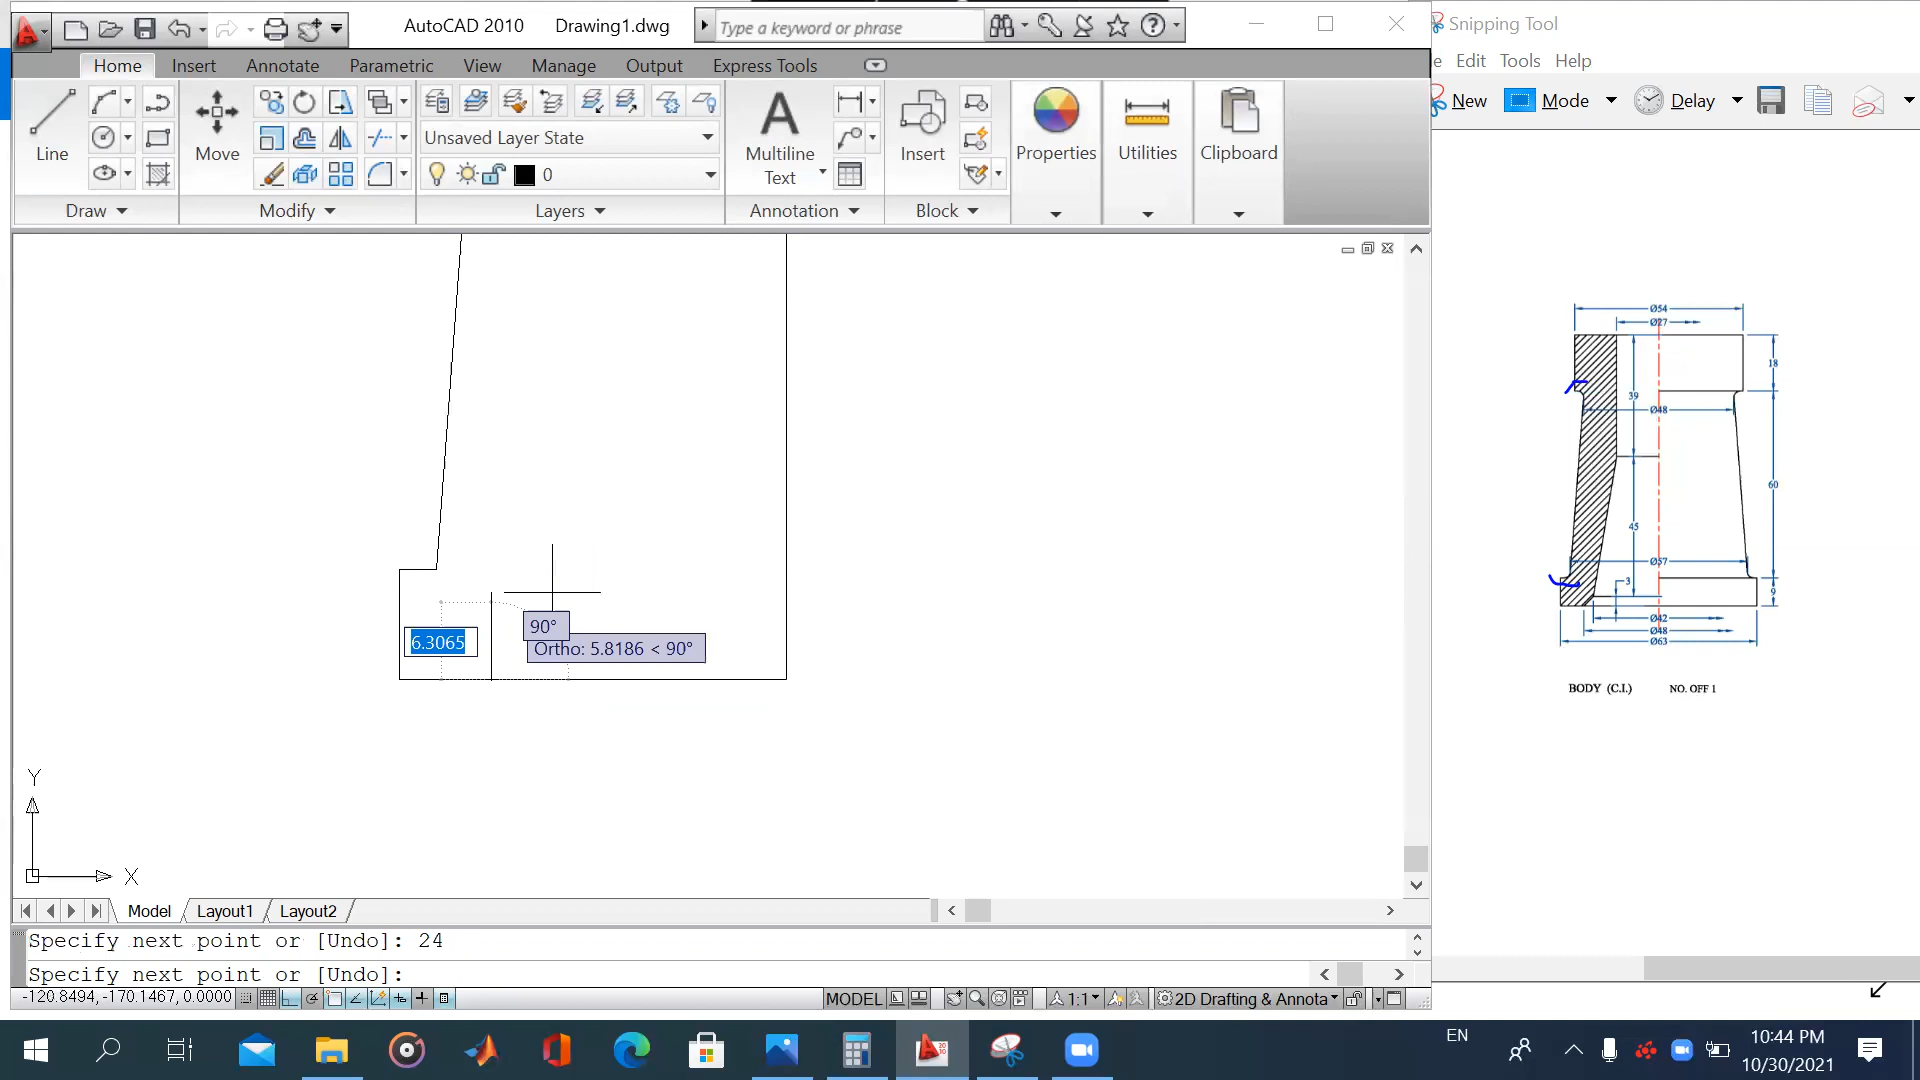 AutoCAD 2010 Drawing1.dwg
Type a keyword or phrase
Snipping Tool
Home Insert Annotate Parametric View Manage Output Express Tools
e Edit Tools Help
New Mode Delay
Line
Move
Unsaved Layer State
0
Multiline
Text
Insert
Properties
Utilities
Clipboard
Draw Modify Layers Annotation Block
90°
6.3065
Ortho: 5.8186 < 90°
Y
X
Ø54
Ø27
18
39
Ø48
60
45
Ø57
3
9
Ø42
Ø48
Ø63
BODY (C.I.) NO. OFF 1
Model Layout1 Layout2
Specify next point or [Undo]: 24
Specify next point or [Undo]:
-120.8494, -170.1467, 0.0000
MODEL
1:1
2D Drafting & Annota
EN
10:44 PM
10/30/2021